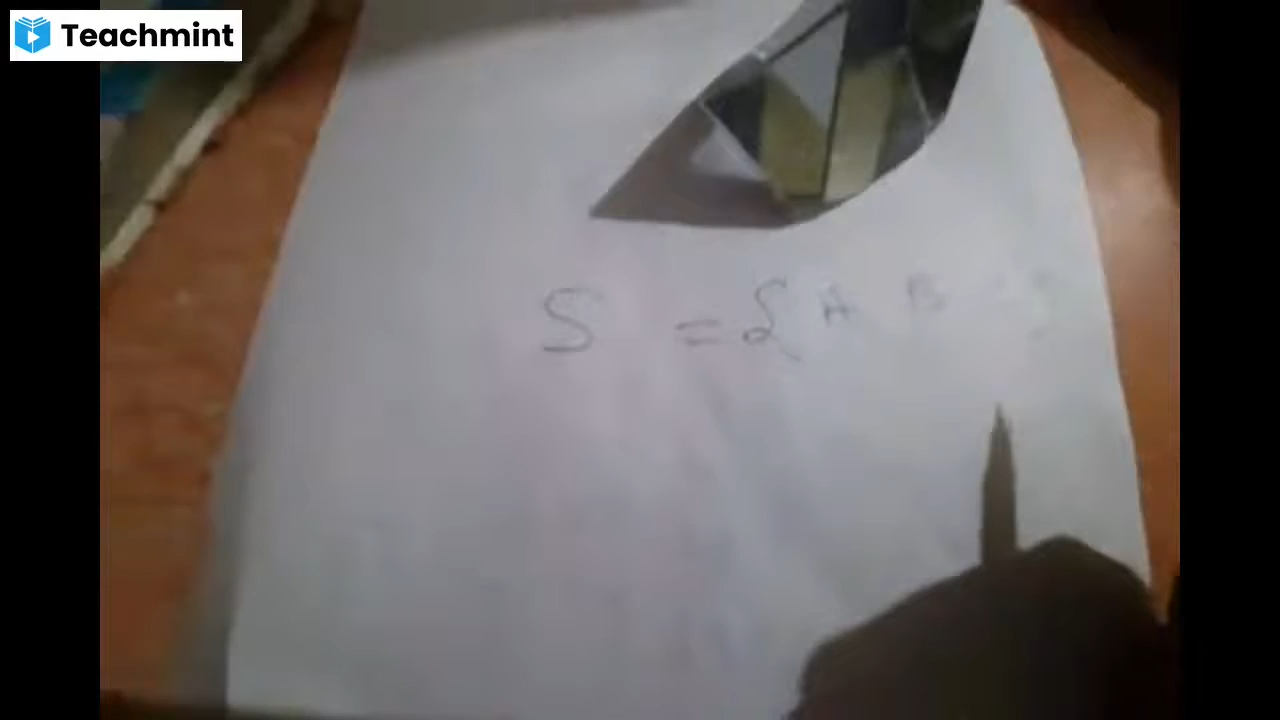 Teachmint
S = { A B